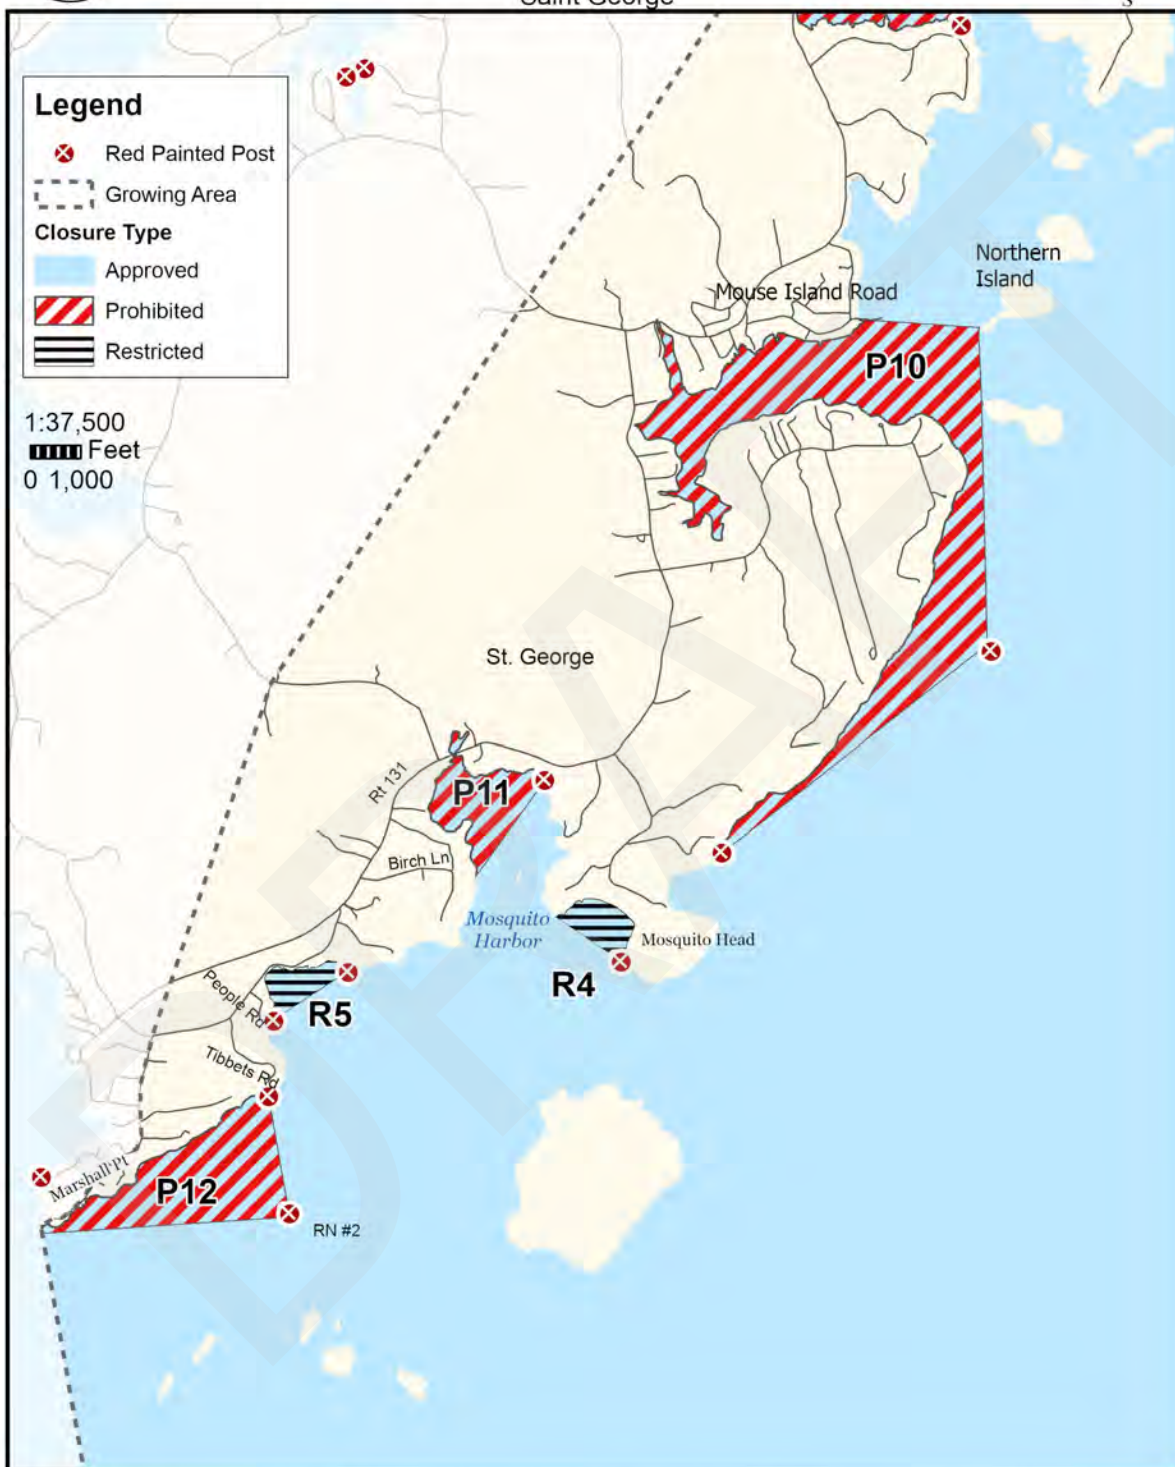 Saint George
S
Legend
Red Painted Post
Growing Area
Closure Type
Approved
Prohibited
Restricted
1:37,500
Feet
0 1,000
Northern
Island
Mouse Island Road
P10
St. George
Rt 131
P11
Birch Ln
Mosquito
Harbor
Mosquito Head
R4
People Rd
R5
Tibbets Rd
Marshall Pt
P12
RN #2
DRAFT